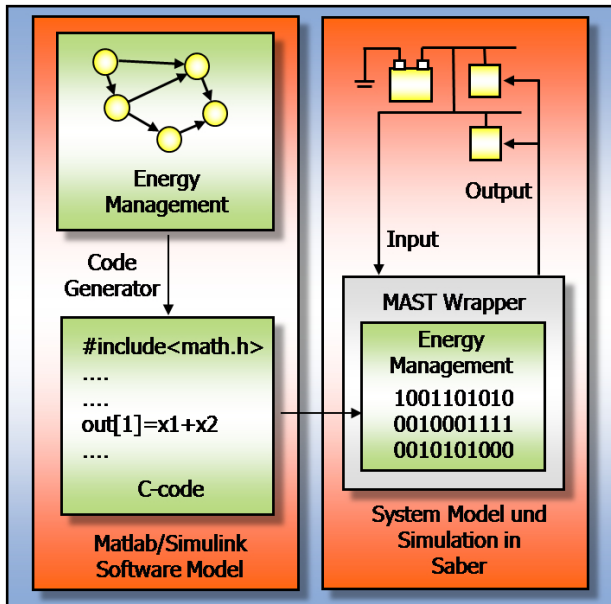 Energy
Management
Code
Generator
#include<math.h>
....
....
out[1]=x1+x2
....
C-code
Matlab/Simulink
Software Model
Output
Input
MAST Wrapper
Energy
Management
1001101010
0010001111
0010101000
System Model und
Simulation in
Saber